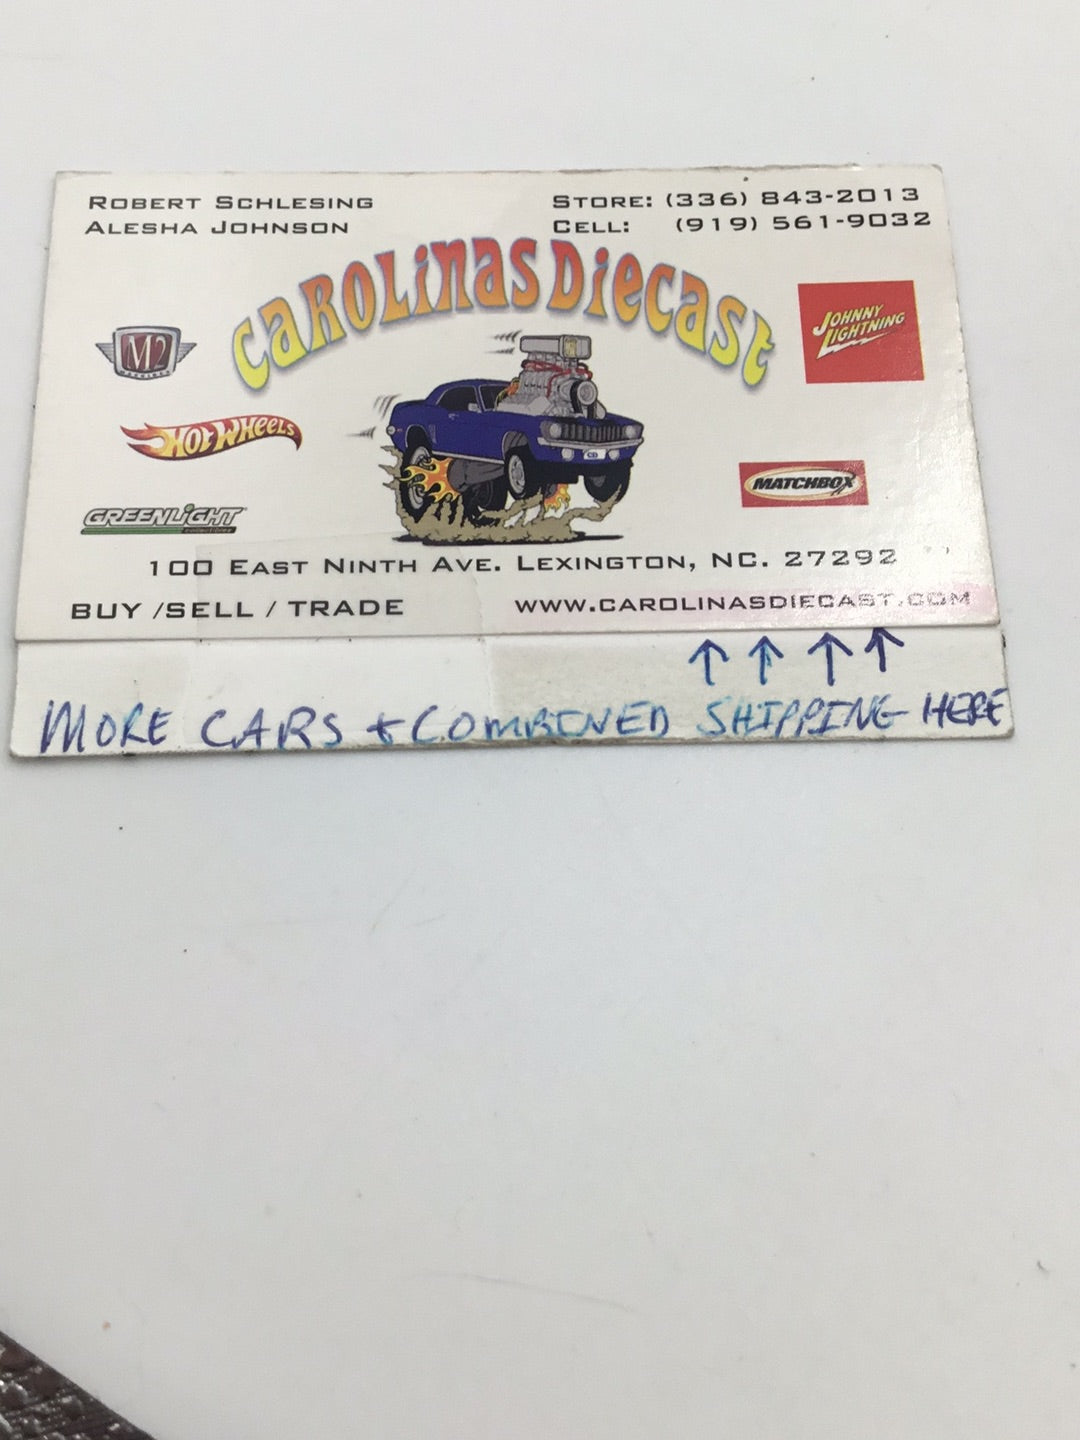 ROBERT SCHLESING
ALESHA JOHNSON
STORE: (336) 843-2013
CELL: (919) 561-9032
CAROLINAS DIECAST
M2
MACHINES
JOHNNY
LIGHTNING
HOT WHEELS
MATCHBOX
GREENLIGHT
CD
100 EAST NINTH AVE. LEXINGTON, NC. 27292
BUY /SELL / TRADE
WWW.CAROLINASDIECAST.COM
↑ ↑ ↑ ↑
MORE CARS + COMBINED SHIPPING HERE